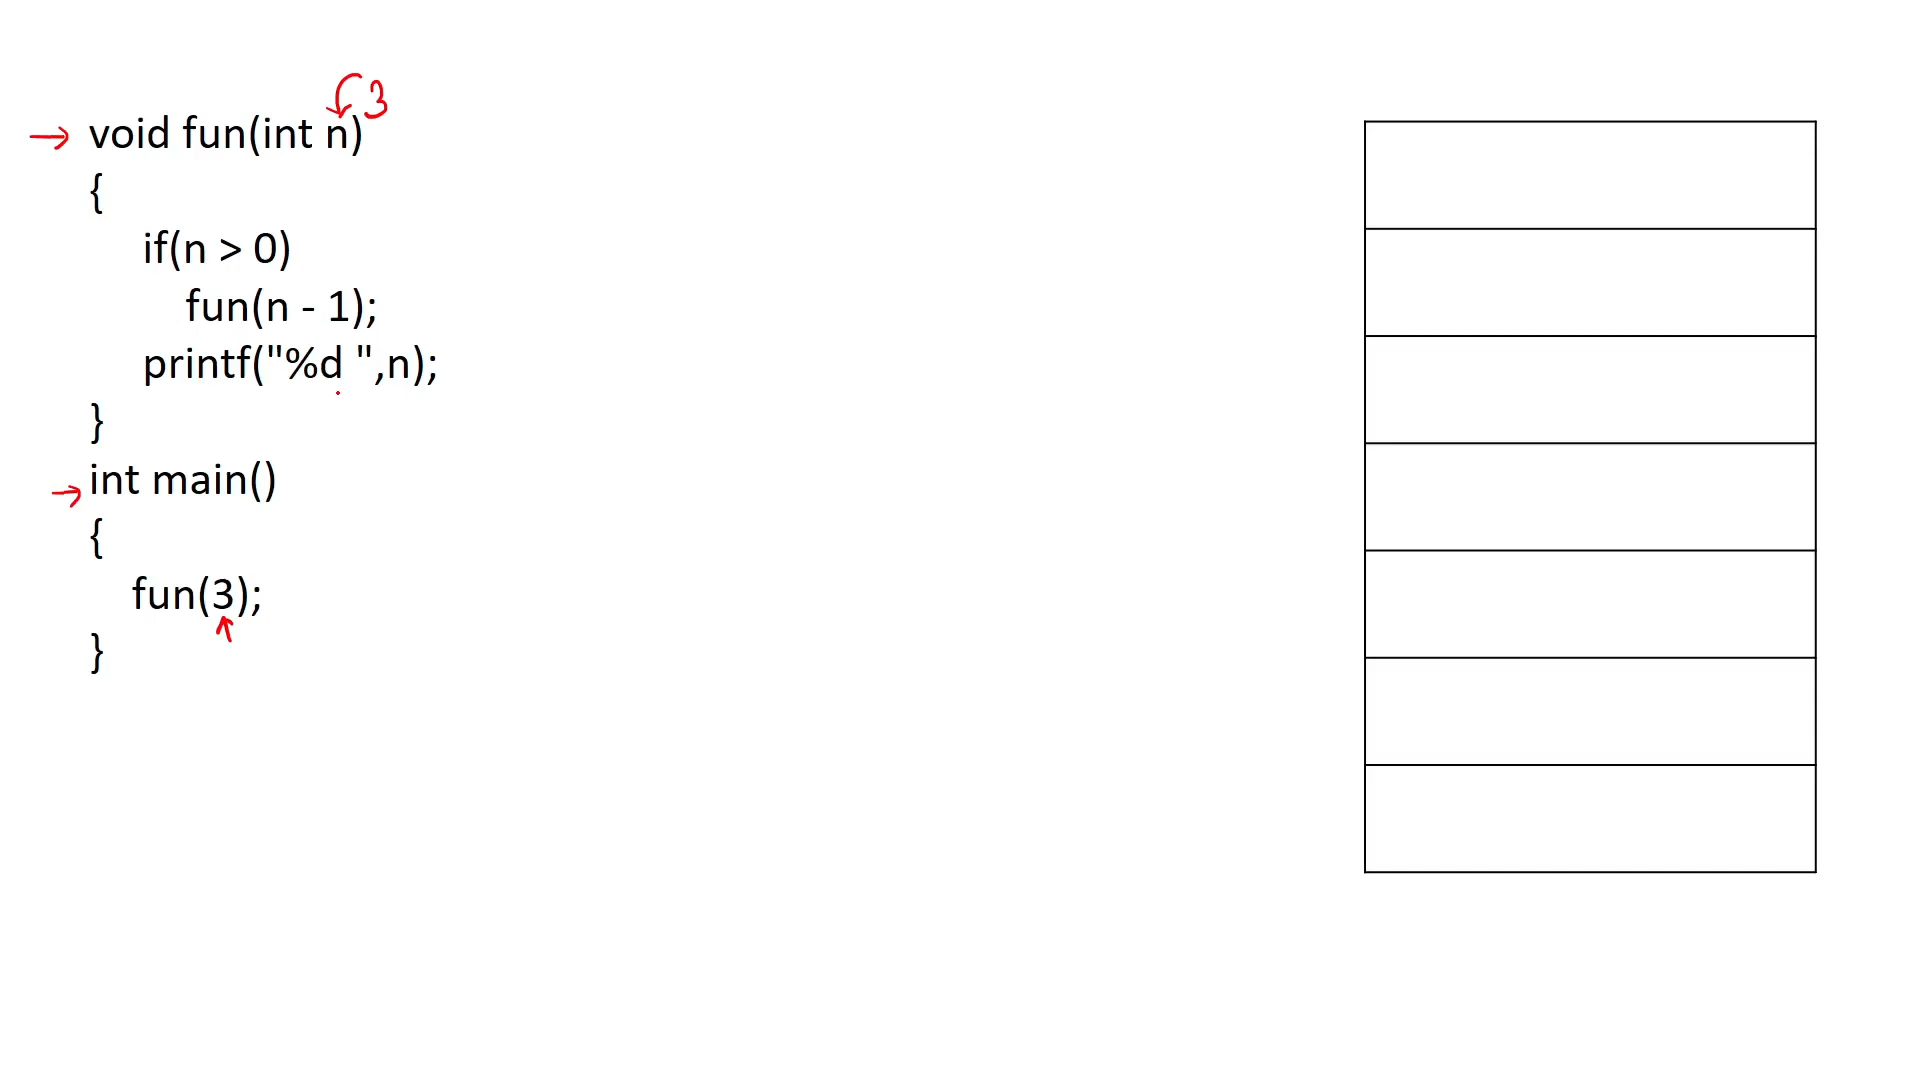 3
void fun(int n)
{
if(n > 0)
fun(n - 1);
printf("%d ",n);
}
int main()
{
fun(3);
}